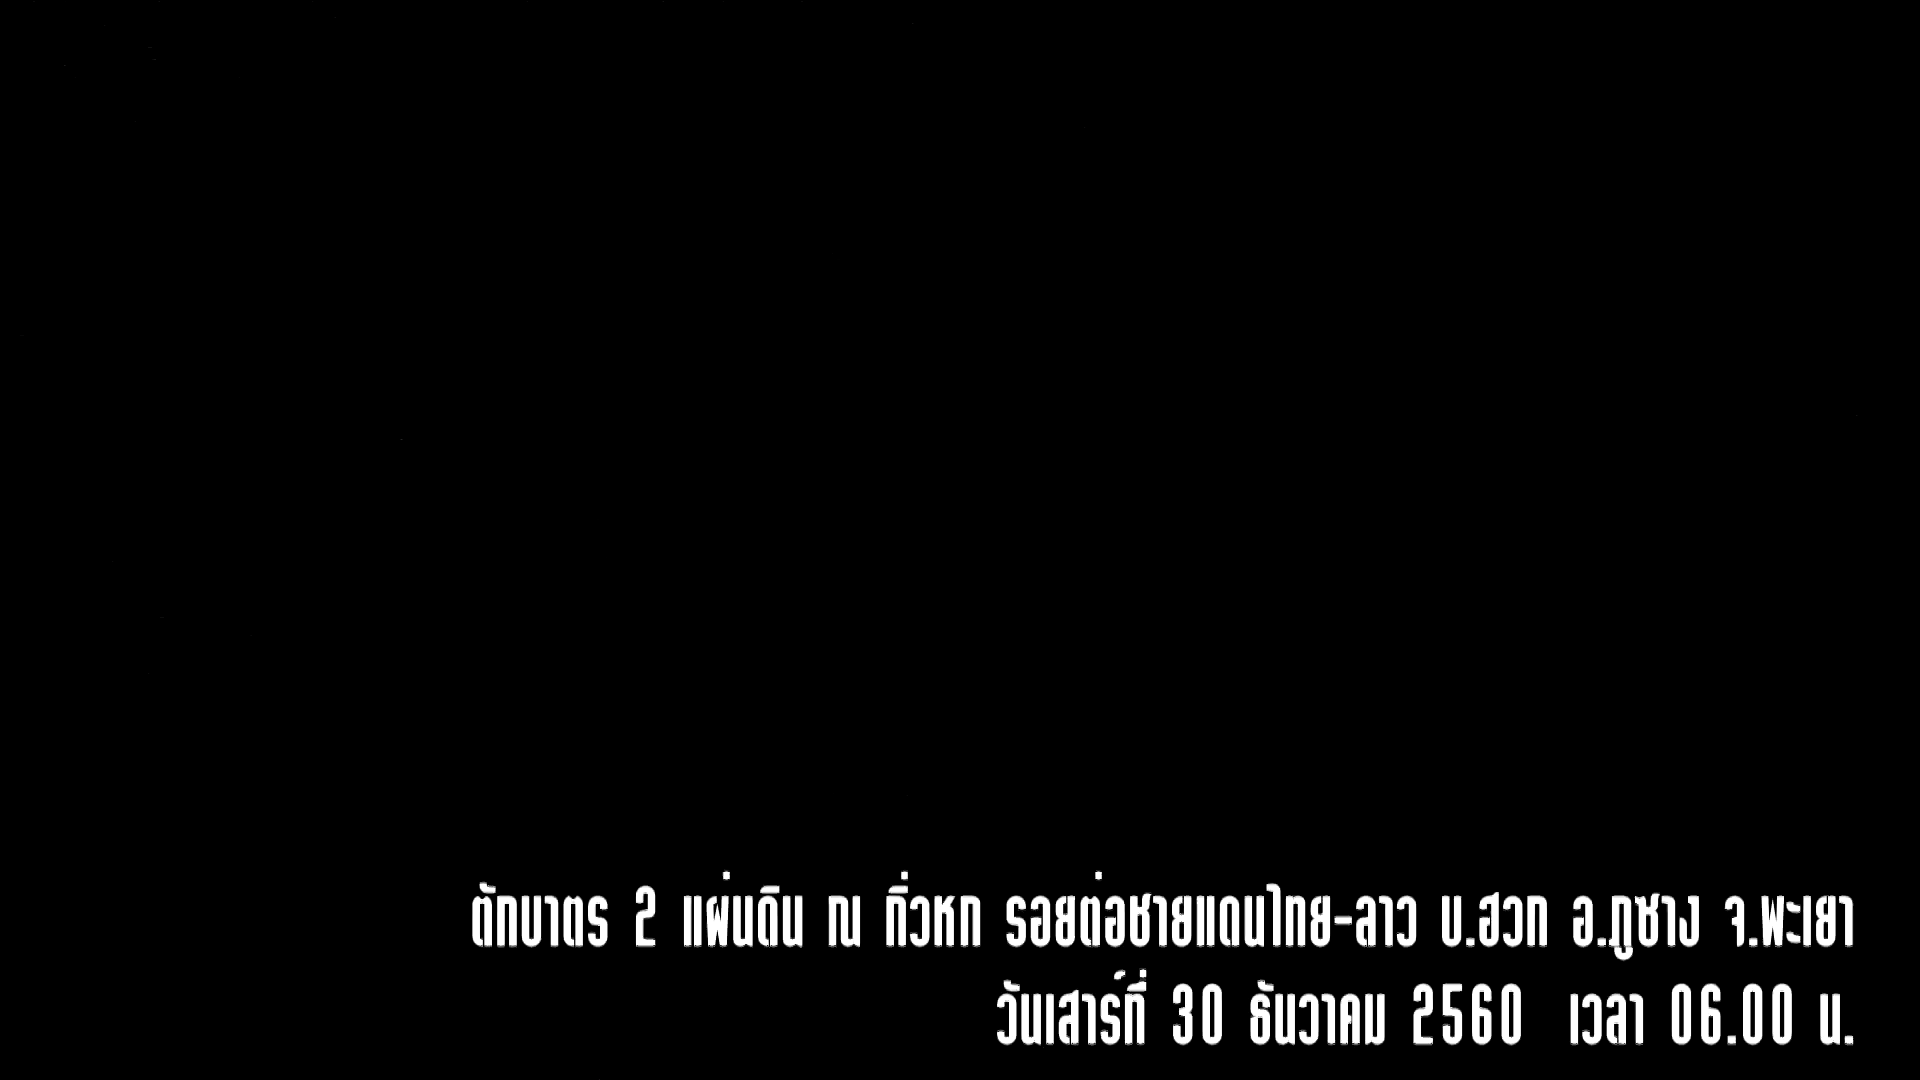 ตักบาตร 2 แผ่นดิน ณ กิ่วหก รอยต่อชายแดนไทย-ลาว บ.ฮวก อ.ภูซาง จ.พะเยา
วันเสาร์ที่ 30 ธันวาคม 2560 เวลา 06.00 น.